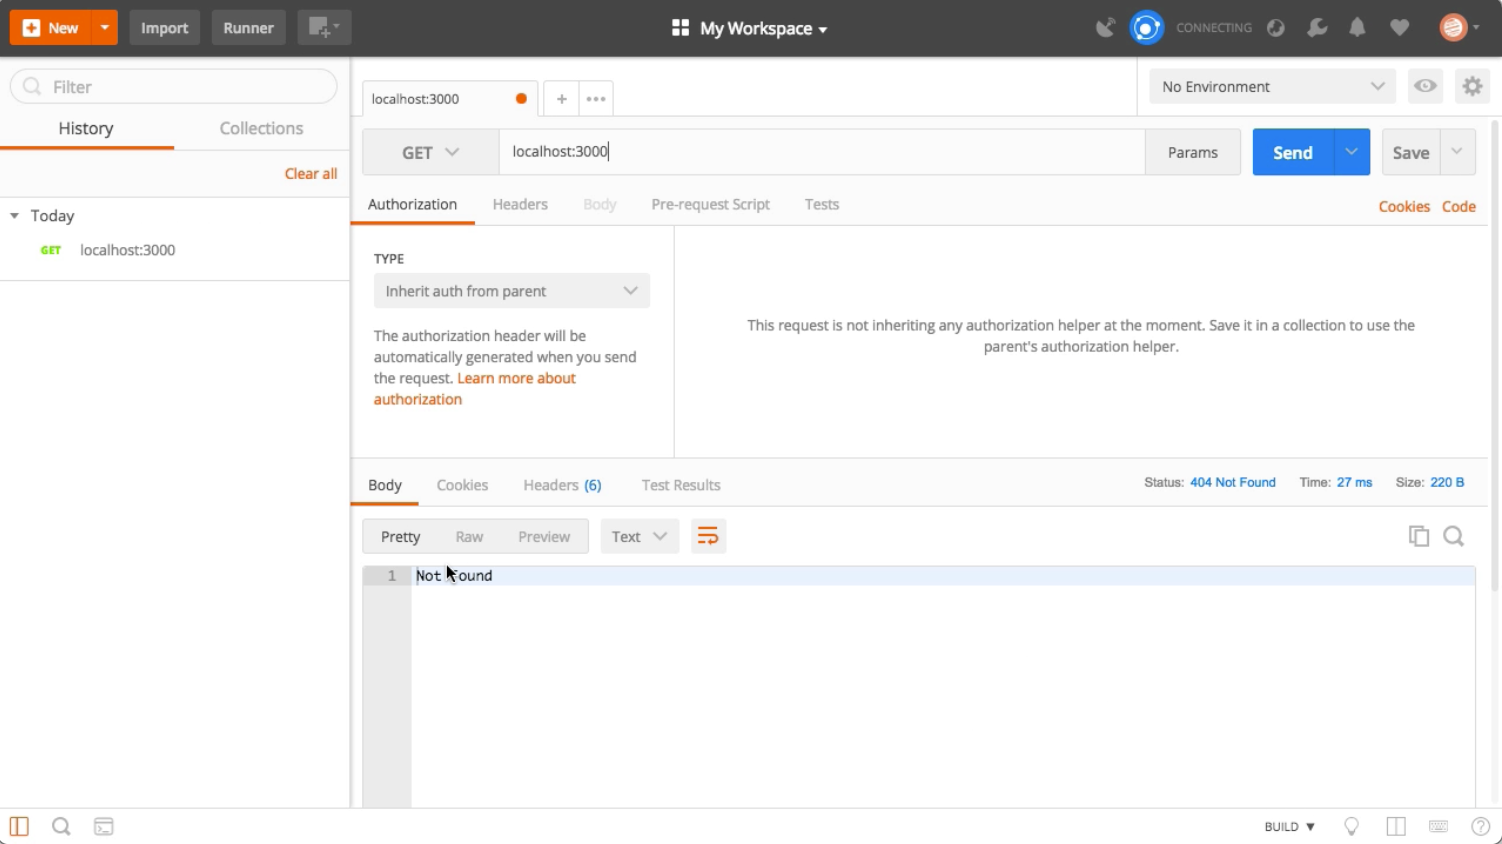 New
Import
Runner
My Workspace
CONNECTING
Filter
History
Collections
Clear all
Today
GET localhost:3000
localhost:3000
No Environment
GET
localhost:3000
Params
Send
Save
Authorization
Headers
Body
Pre-request Script
Tests
Cookies
Code
TYPE
Inherit auth from parent
The authorization header will be
automatically generated when you send
the request. Learn more about
authorization
This request is not inheriting any authorization helper at the moment. Save it in a collection to use the
parent's authorization helper.
Body
Cookies
Headers (6)
Test Results
Status: 404 Not Found
Time: 27 ms
Size: 220 B
Pretty
Raw
Preview
Text
1
Not Found
BUILD